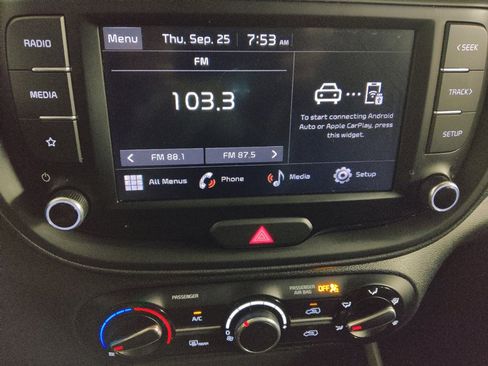 RADIO
MEDIA
Menu
Thu, Sep. 25
7:53 AM
FM
103.3
< FM 88.1
FM 87.5 >
To start connecting Android
Auto or Apple CarPlay, press
this widget.
All Menus
Phone
Media
Setup
< SEEK
TRACK >
SETUP
PASSENGER
AIR BAG
OFF
PASSENGER
A/C
REAR